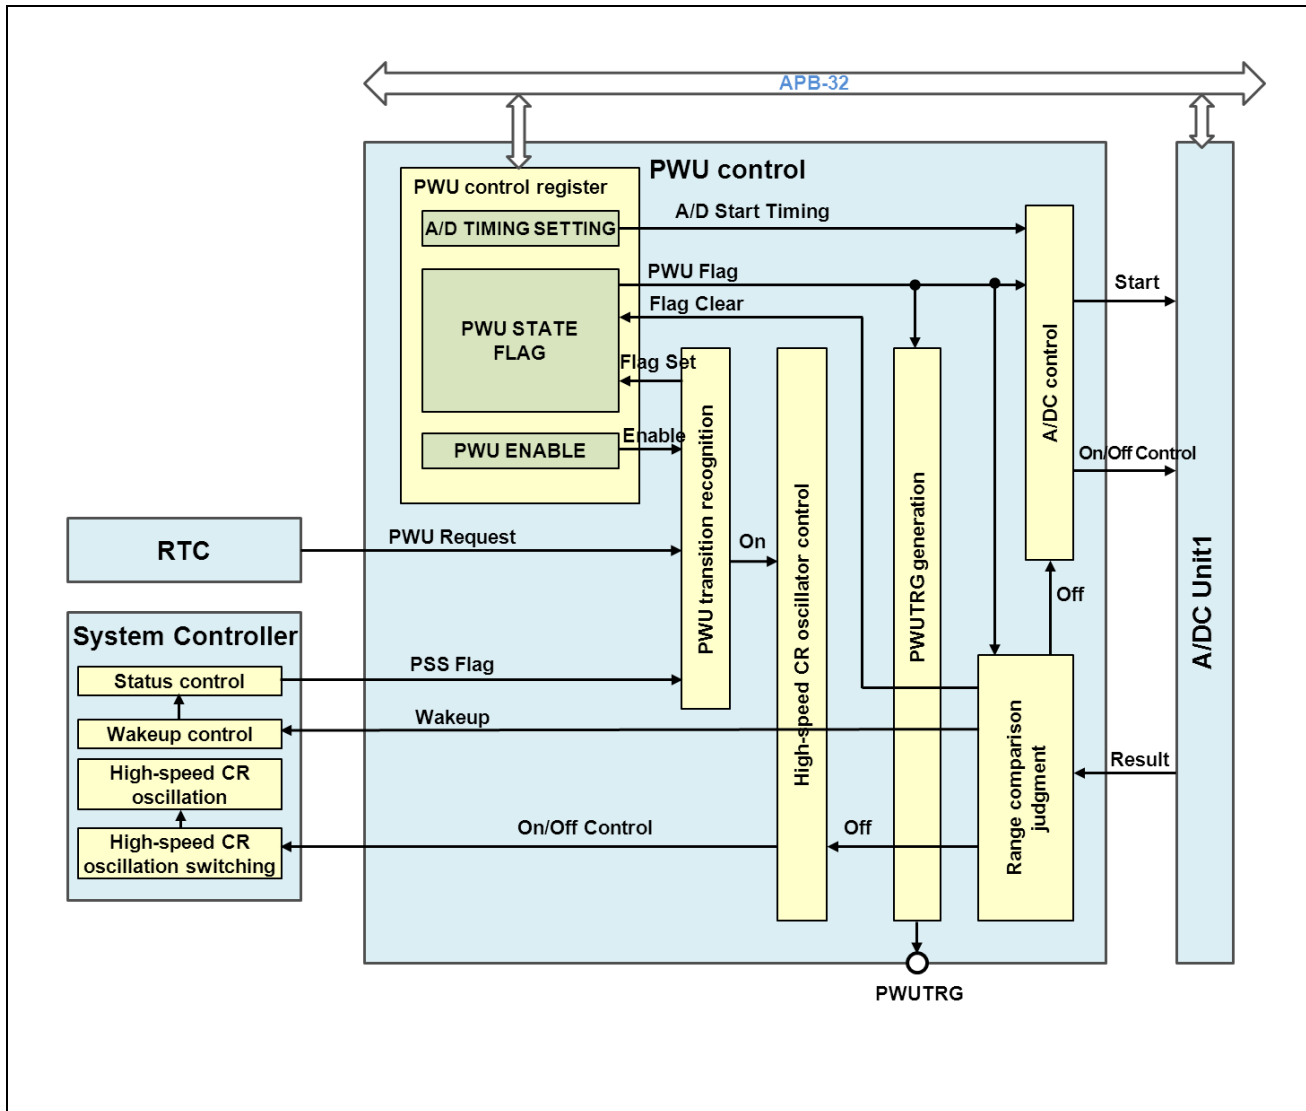 APB-32
PWU control
PWU control register
A/D TIMING SETTING
A/D Start Timing
PWU Flag
Flag Clear
PWU STATE
FLAG
Flag Set
PWU ENABLE
Enable
Start
On/Off Control
A/DC control
A/DC Unit1
RTC
PWU Request
On
PWU transition recognition
High-speed CR oscillator control
PWUTRG generation
Off
System Controller
Status control
PSS Flag
Wakeup control
Wakeup
High-speed CR
oscillation
High-speed CR
oscillation switching
On/Off Control
Off
Range comparison
judgment
Result
PWUTRG